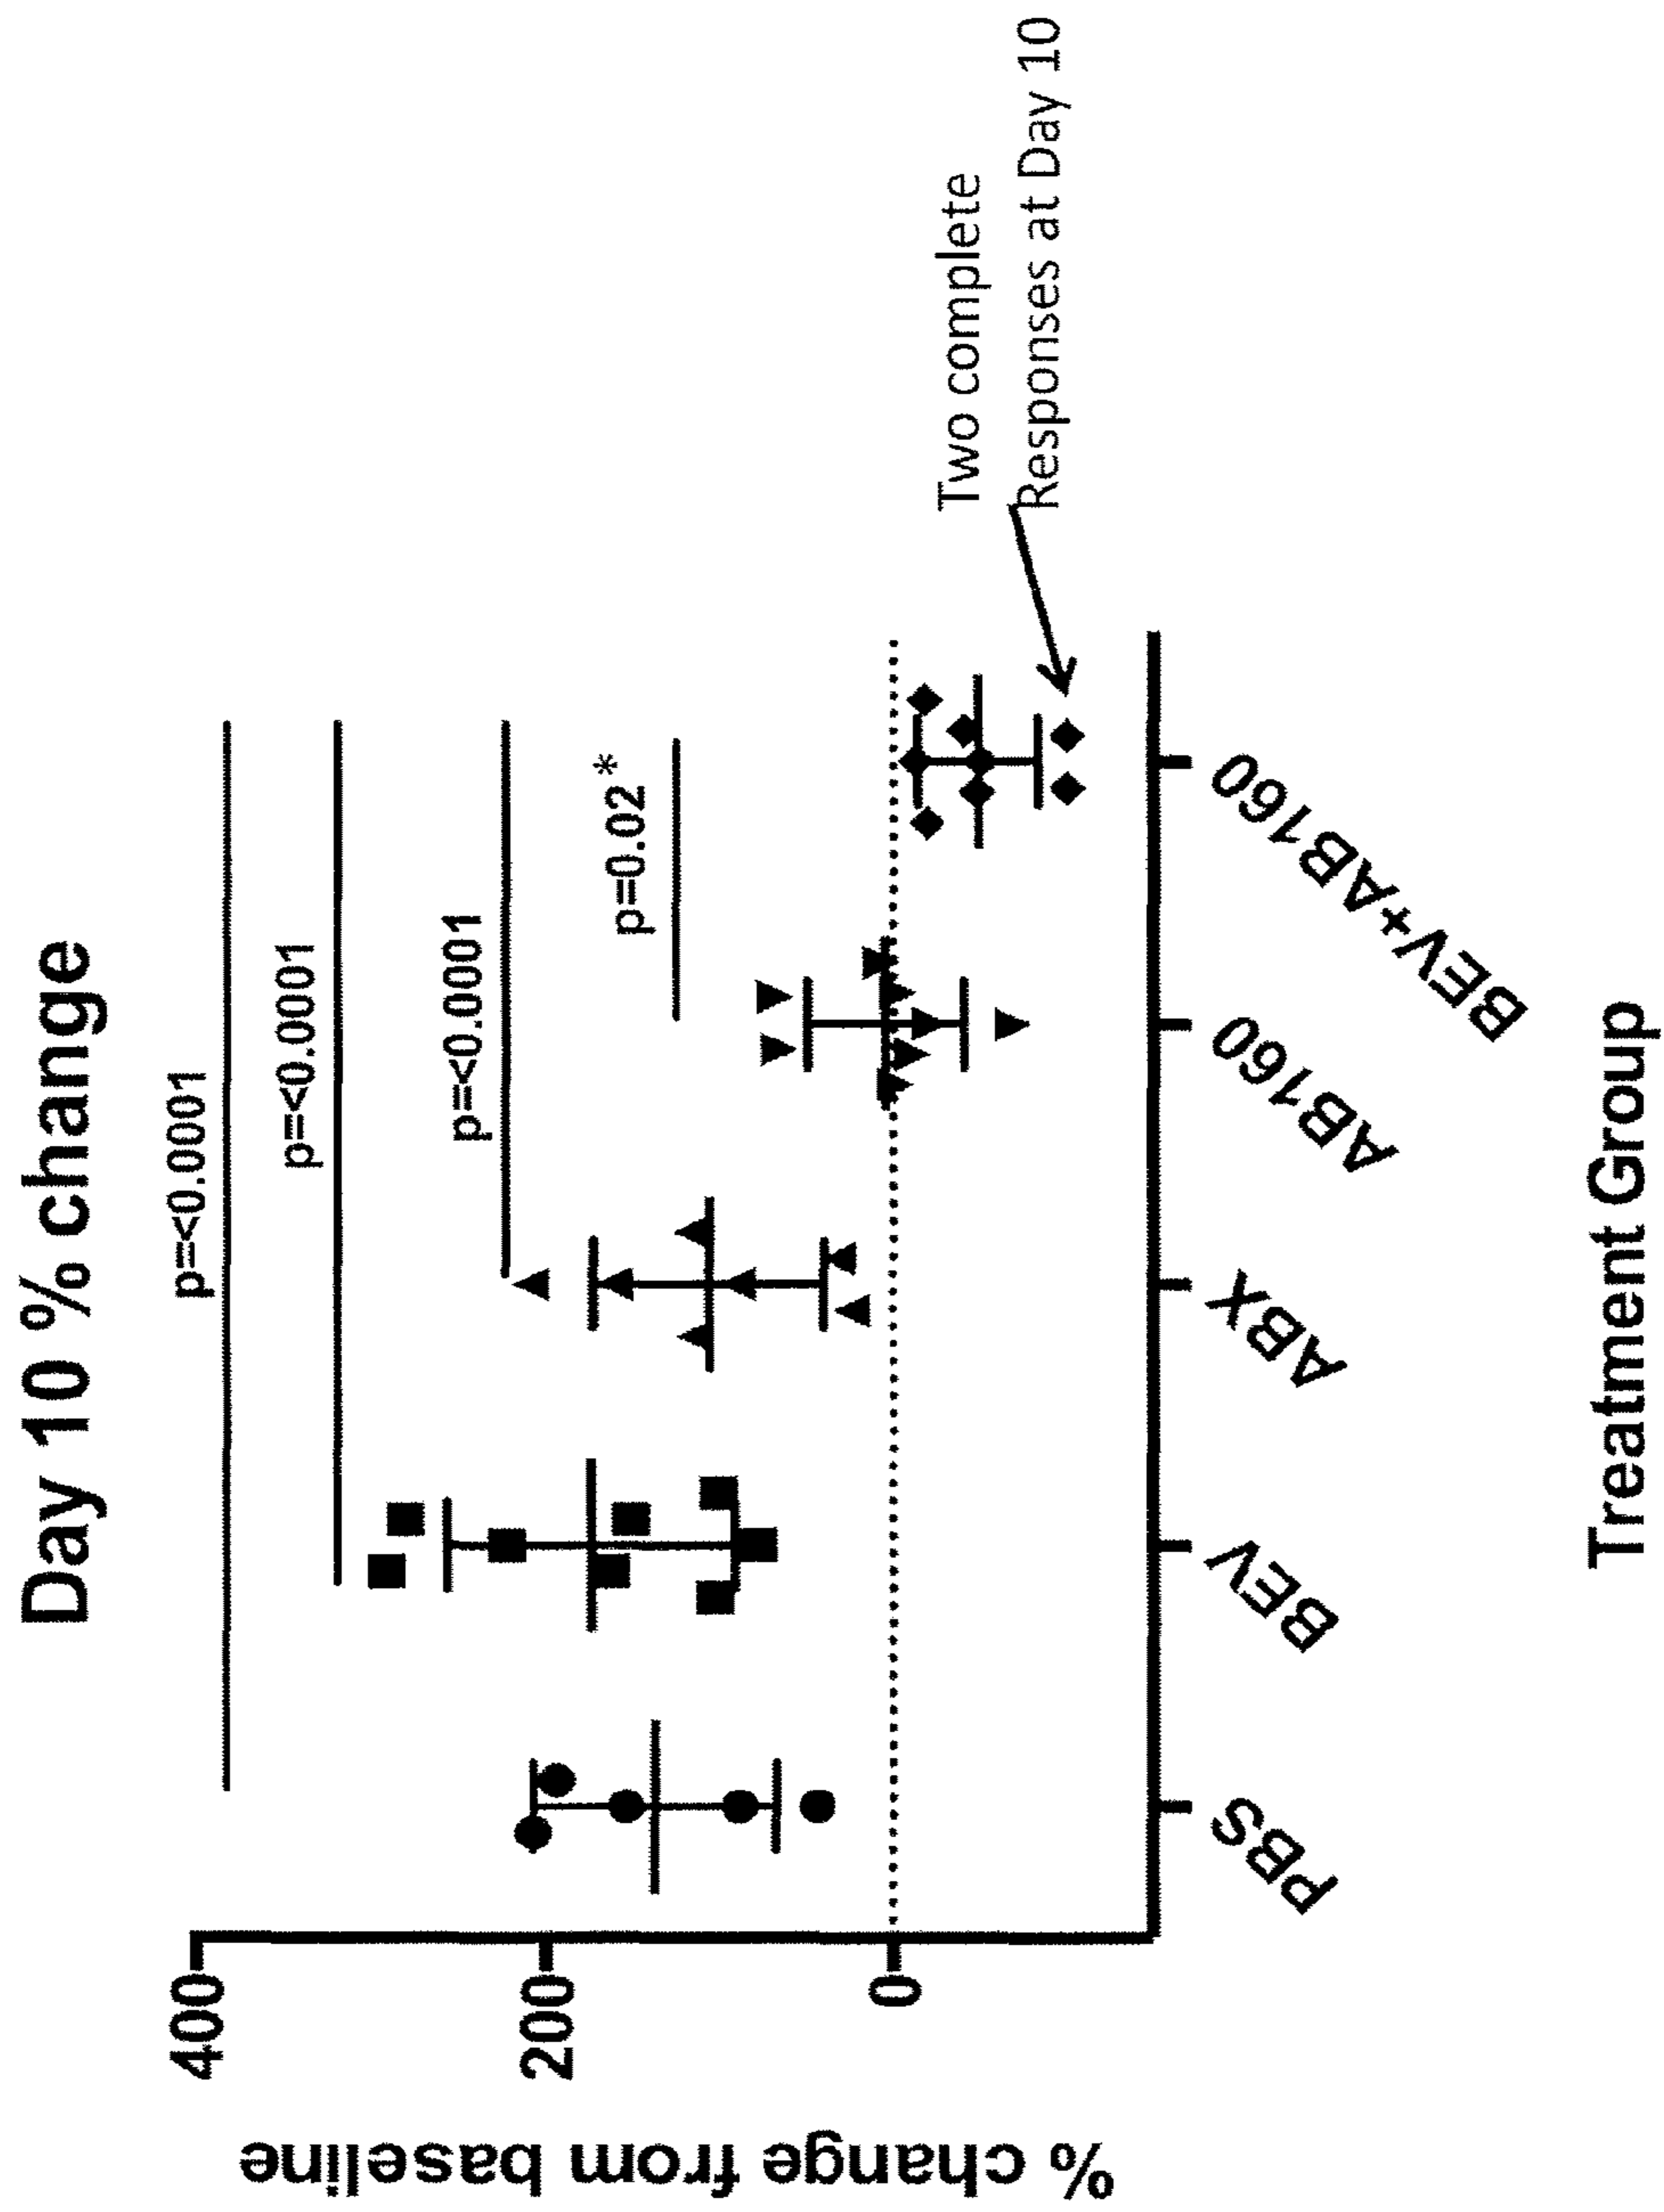 Day 10 % change
p=<0.0001
p=<0.0001
p=<0.0001
p=0.02*
400
200
0
% change from baseline
Two complete
Responses at Day 10
PBS
BEV
ABX
AB160
BEV+AB160
Treatment Group